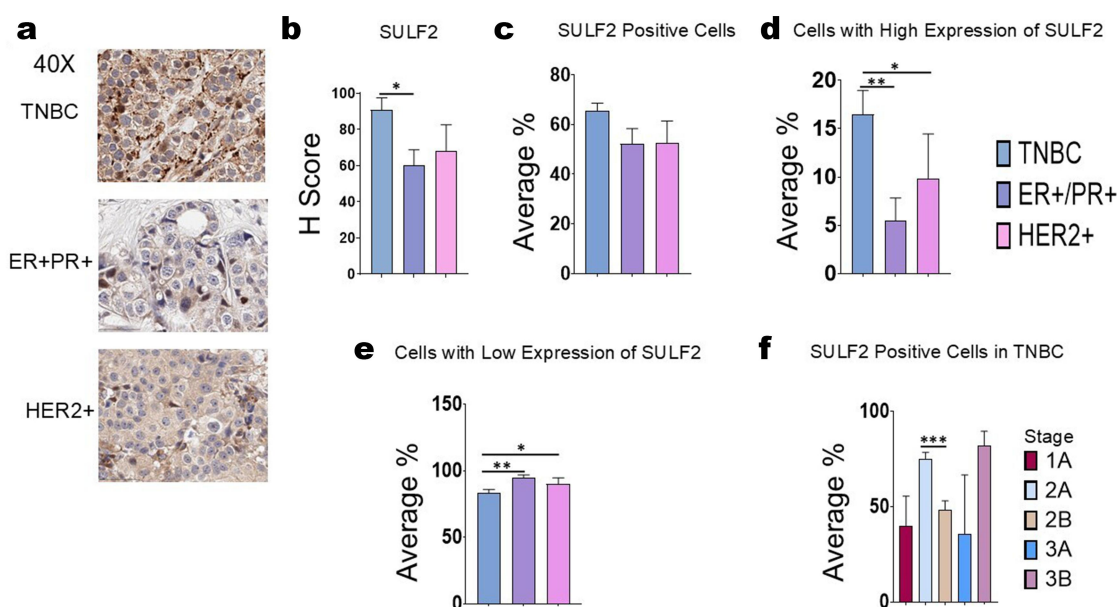 a
40X
TNBC
ER+PR+
HER2+
b
SULF2
H Score
100
80
60
40
20
0
*
c
SULF2 Positive Cells
Average %
80
60
40
20
0
d
Cells with High Expression of SULF2
Average %
20
15
10
5
0
*
**
TNBC
ER+/PR+
HER2+
e
Cells with Low Expression of SULF2
Average %
150
100
50
0
*
**
f
SULF2 Positive Cells in TNBC
Average %
100
50
0
***
Stage
1A
2A
2B
3A
3B